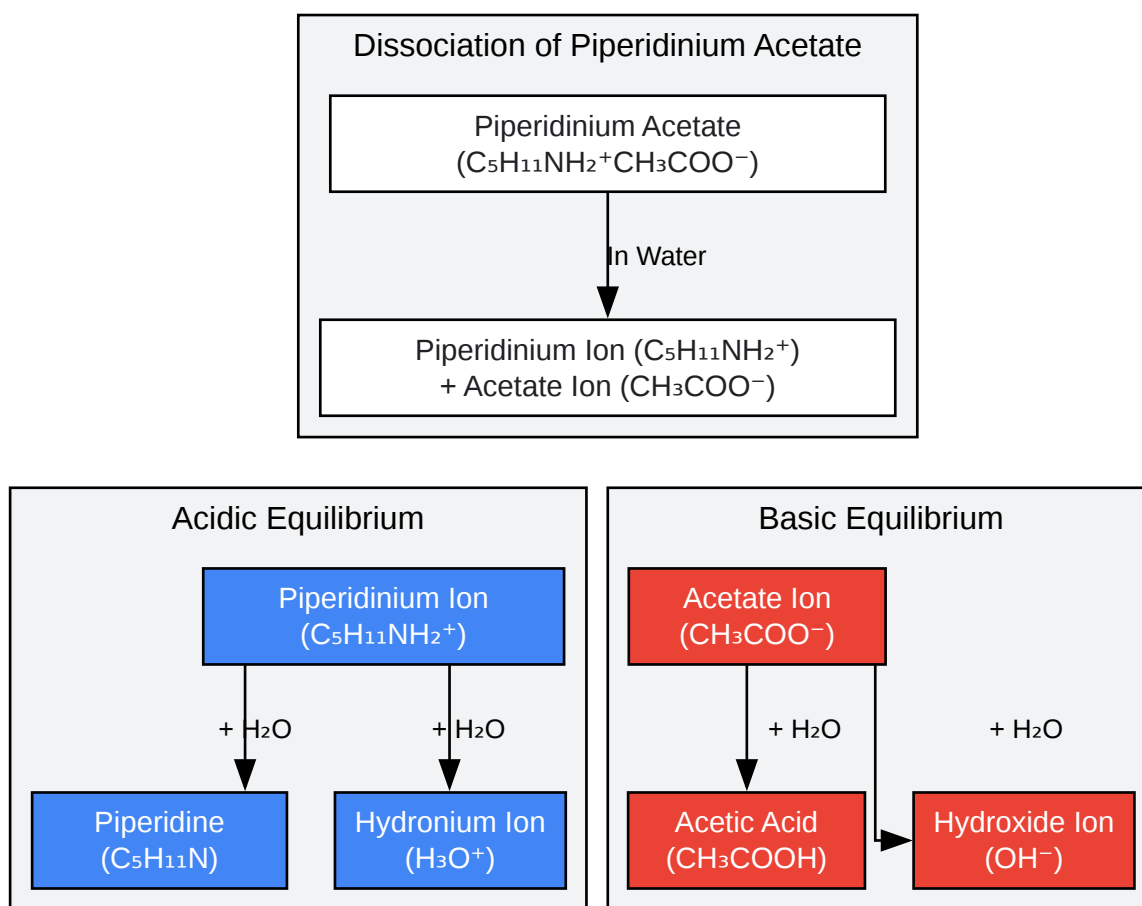 Dissociation of Piperidinium Acetate
Piperidinium Acetate
(C₅H₁₁NH₂⁺CH₃COO⁻)
In Water
Piperidinium Ion (C₅H₁₁NH₂⁺)
+ Acetate Ion (CH₃COO⁻)
Acidic Equilibrium
Piperidinium Ion
(C₅H₁₁NH₂⁺)
+ H₂O
+ H₂O
Piperidine
(C₅H₁₁N)
Hydronium Ion
(H₃O⁺)
Basic Equilibrium
Acetate Ion
(CH₃COO⁻)
+ H₂O
+ H₂O
Acetic Acid
(CH₃COOH)
Hydroxide Ion
(OH⁻)